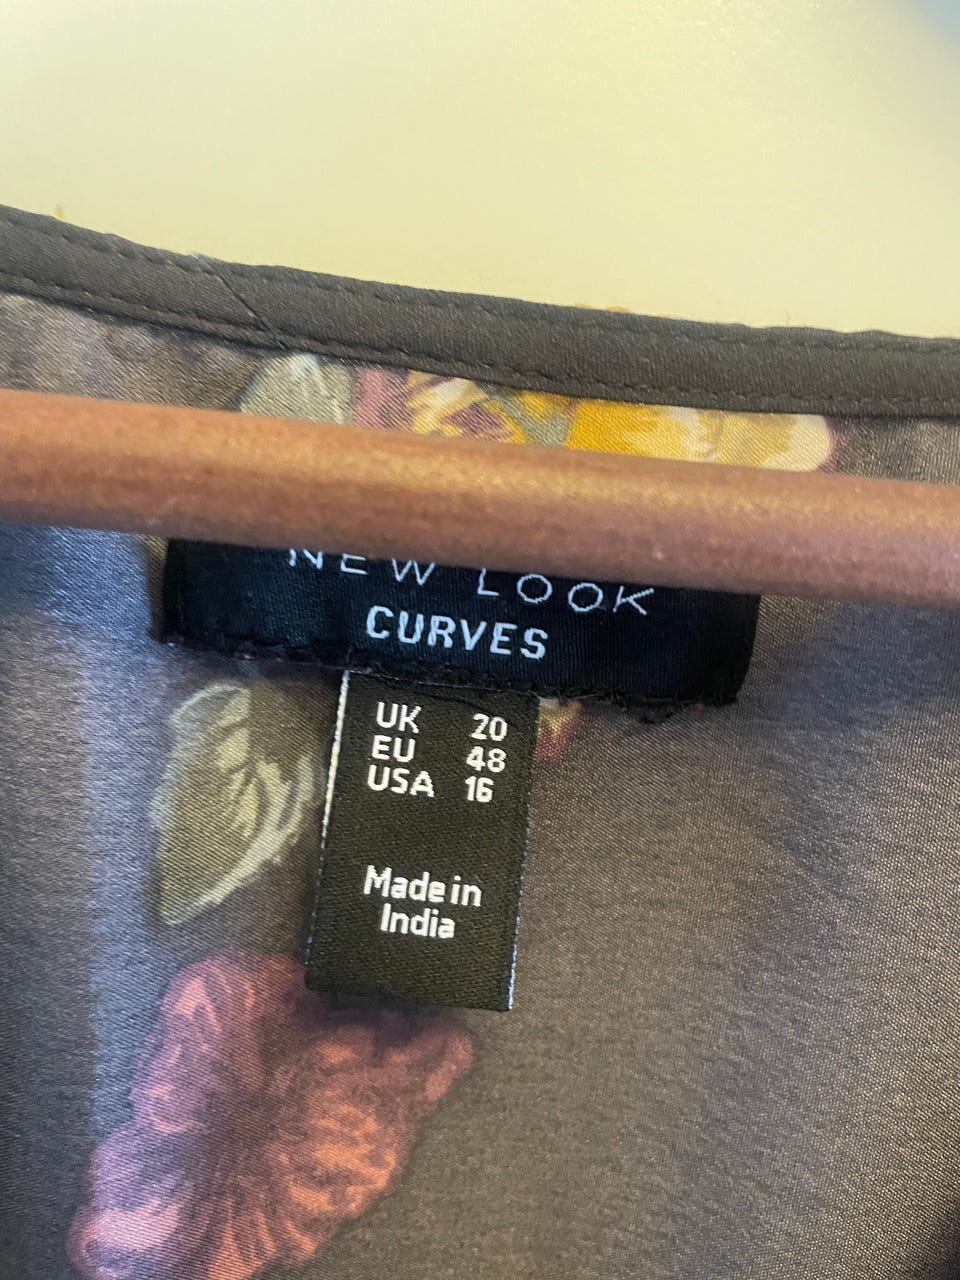 NEW LOOK
CURVES
UK 20
EU 48
USA 16
Made in
India